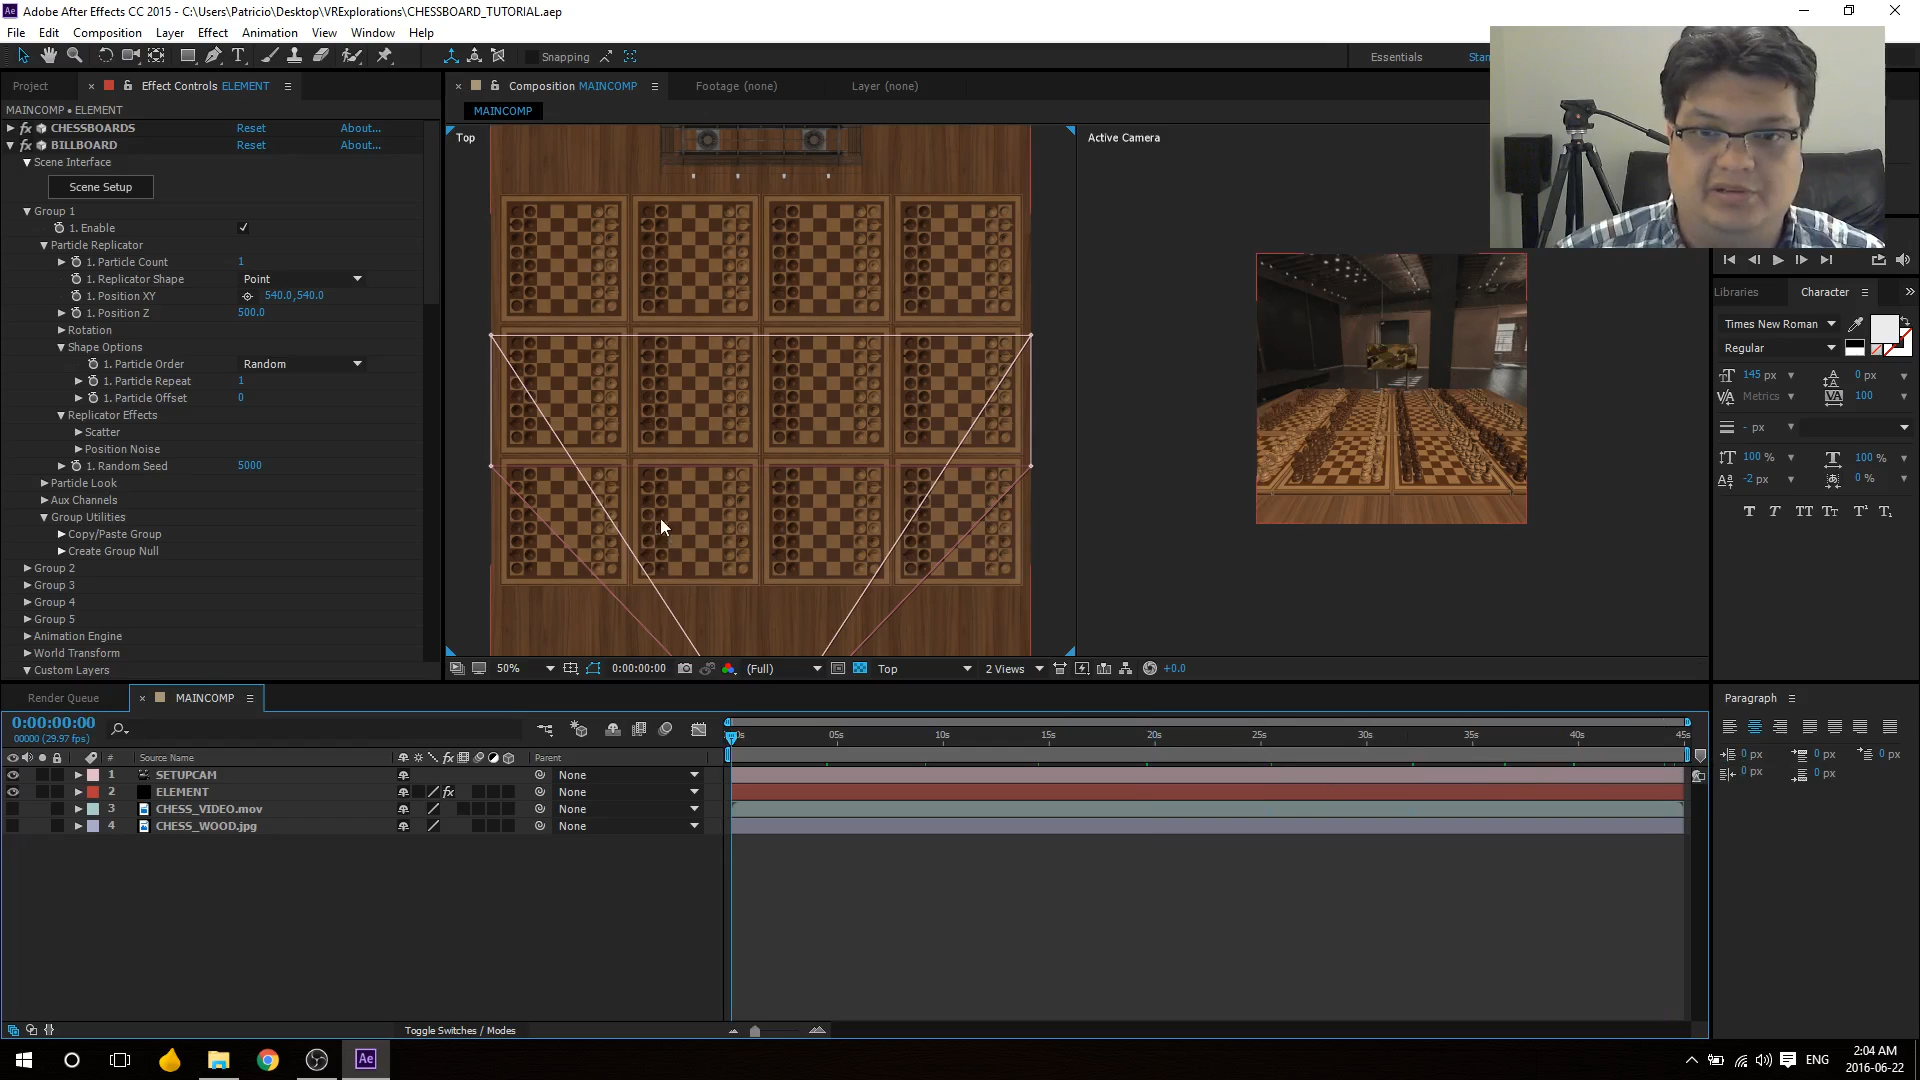 Adobe After Effects CC 2015 - C:\Users\Patricio\Desktop\VRExplorations\CHESSBOARD_TUTORIAL.aep
File Edit Composition Layer Effect Animation View Window Help
Snapping Essentials Stan
Project Effect Controls ELEMENT Composition MAINCOMP Footage (none) Layer (none)
MAINCOMP • ELEMENT MAINCOMP
CHESSBOARDS Reset About...
BILLBOARD Reset About...
Scene Interface
Scene Setup
Group 1
1. Enable
Particle Replicator
1. Particle Count 1
1. Replicator Shape Point
1. Position XY 540.0,540.0
1. Position Z 500.0
Rotation
Shape Options
1. Particle Order Random
1. Particle Repeat 1
1. Particle Offset 0
Replicator Effects
Scatter
Position Noise
1. Random Seed 5000
Particle Look
Aux Channels
Group Utilities
Copy/Paste Group
Create Group Null
Group 2
Group 3
Group 4
Group 5
Animation Engine
World Transform
Custom Layers
Top
Active Camera
50% 0:00:00:00 (Full) Top 2 Views +0.0
Libraries Character
Times New Roman
Regular
145 px 0 px
Metrics 100
- px
100 % 100 %
-2 px 0 %
T T TT Tt T¹ T₁
Paragraph
0 px 0 px 0 px
0 px 0 px
Render Queue MAINCOMP
0:00:00:00
00000 (29.97 fps)
0s 05s 10s 15s 20s 25s 30s 35s 40s 45s
# Source Name fx Parent
1 SETUPCAM None
2 ELEMENT fx None
3 CHESS_VIDEO.mov None
4 CHESS_WOOD.jpg None
Toggle Switches / Modes
Ae ENG 2:04 AM
2016-06-22